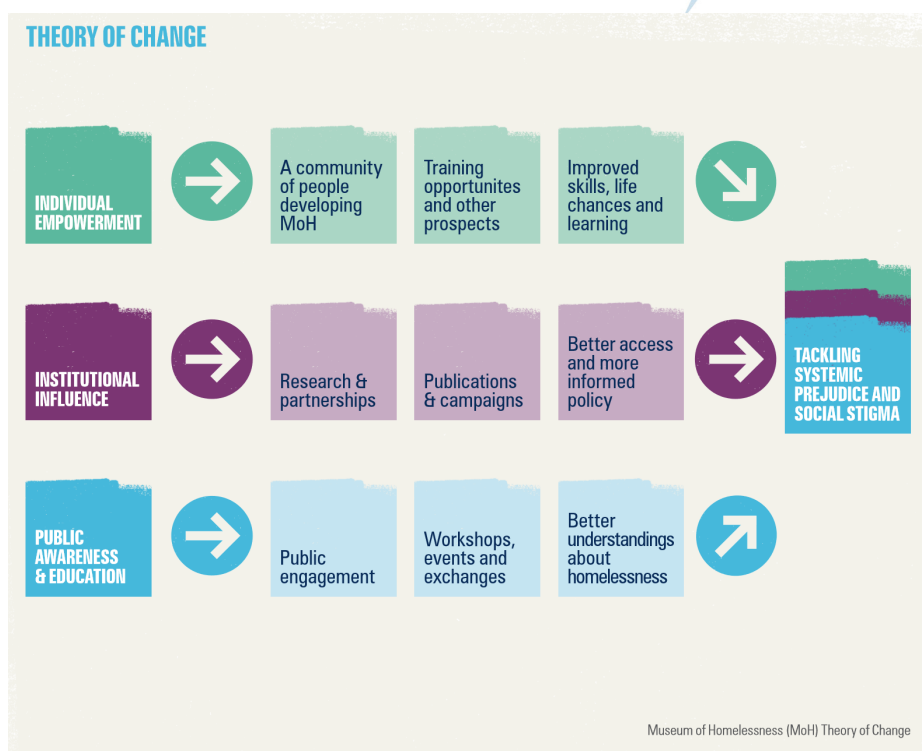 THEORY OF CHANGE
INDIVIDUAL
EMPOWERMENT
A community
of people
developing
MoH
Training
opportunites
and other
prospects
Improved
skills, life
chances and
learning
INSTITUTIONAL
INFLUENCE
Research &
partnerships
Publications
& campaigns
Better access
and more
informed
policy
TACKLING
SYSTEMIC
PREJUDICE AND
SOCIAL STIGMA
PUBLIC
AWARENESS
& EDUCATION
Public
engagement
Workshops,
events and
exchanges
Better
understandings
about
homelessness
Museum of Homelessness (MoH) Theory of Change